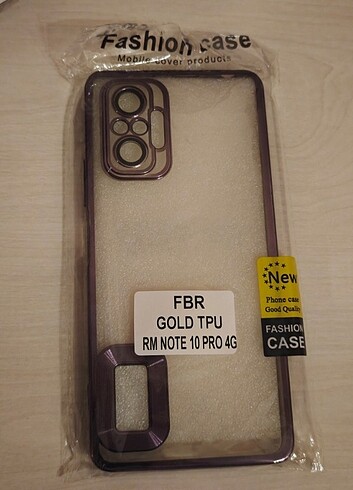 Fashion case
Mobile cover products
New
Phone case
Good Quality
FASHION
CASE
FBR
GOLD TPU
RM NOTE 10 PRO 4G